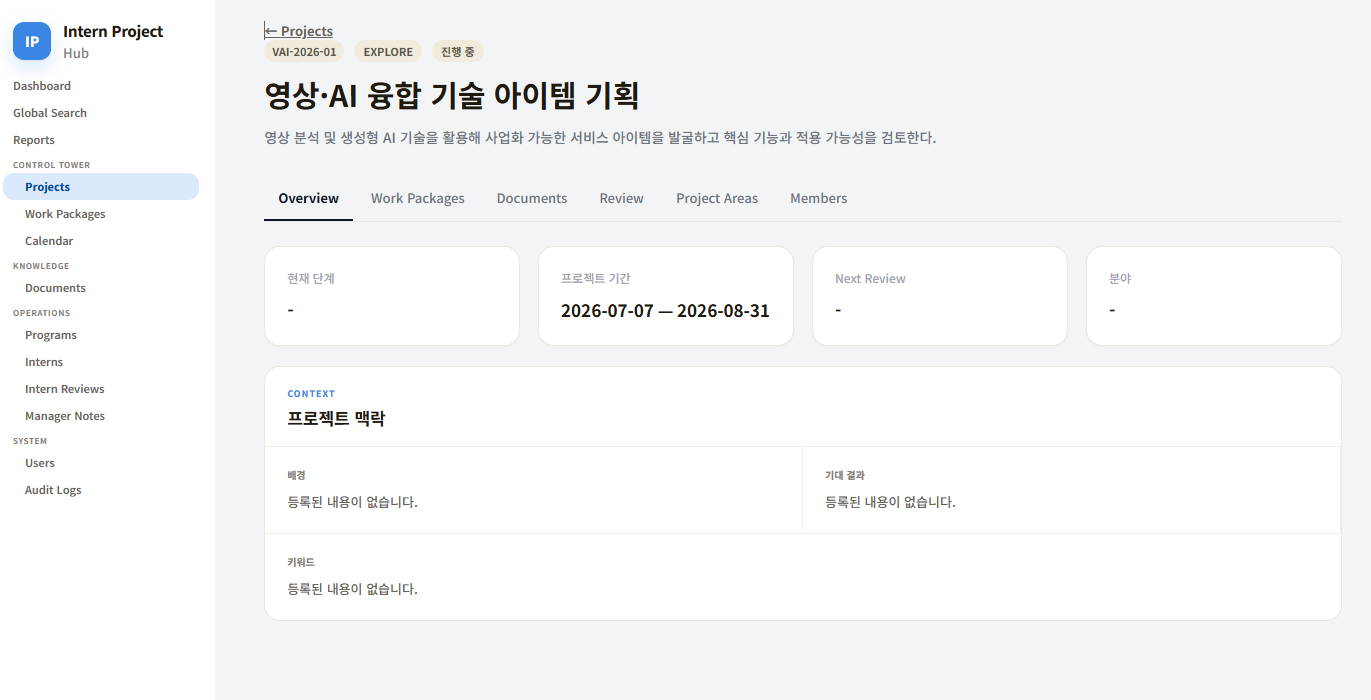 IP
Intern Project
Hub
Dashboard
Global Search
Reports
CONTROL TOWER
Projects
Work Packages
Calendar
KNOWLEDGE
Documents
OPERATIONS
Programs
Interns
Intern Reviews
Manager Notes
SYSTEM
Users
Audit Logs
← Projects
VAI-2026-01 EXPLORE 진행 중
영상·AI 융합 기술 아이템 기획
영상 분석 및 생성형 AI 기술을 활용해 사업화 가능한 서비스 아이템을 발굴하고 핵심 기능과 적용 가능성을 검토한다.
Overview Work Packages Documents Review Project Areas Members
현재 단계
-
프로젝트 기간
2026-07-07 — 2026-08-31
Next Review
-
분야
-
CONTEXT
프로젝트 맥락
배경
등록된 내용이 없습니다.
기대 결과
등록된 내용이 없습니다.
키워드
등록된 내용이 없습니다.